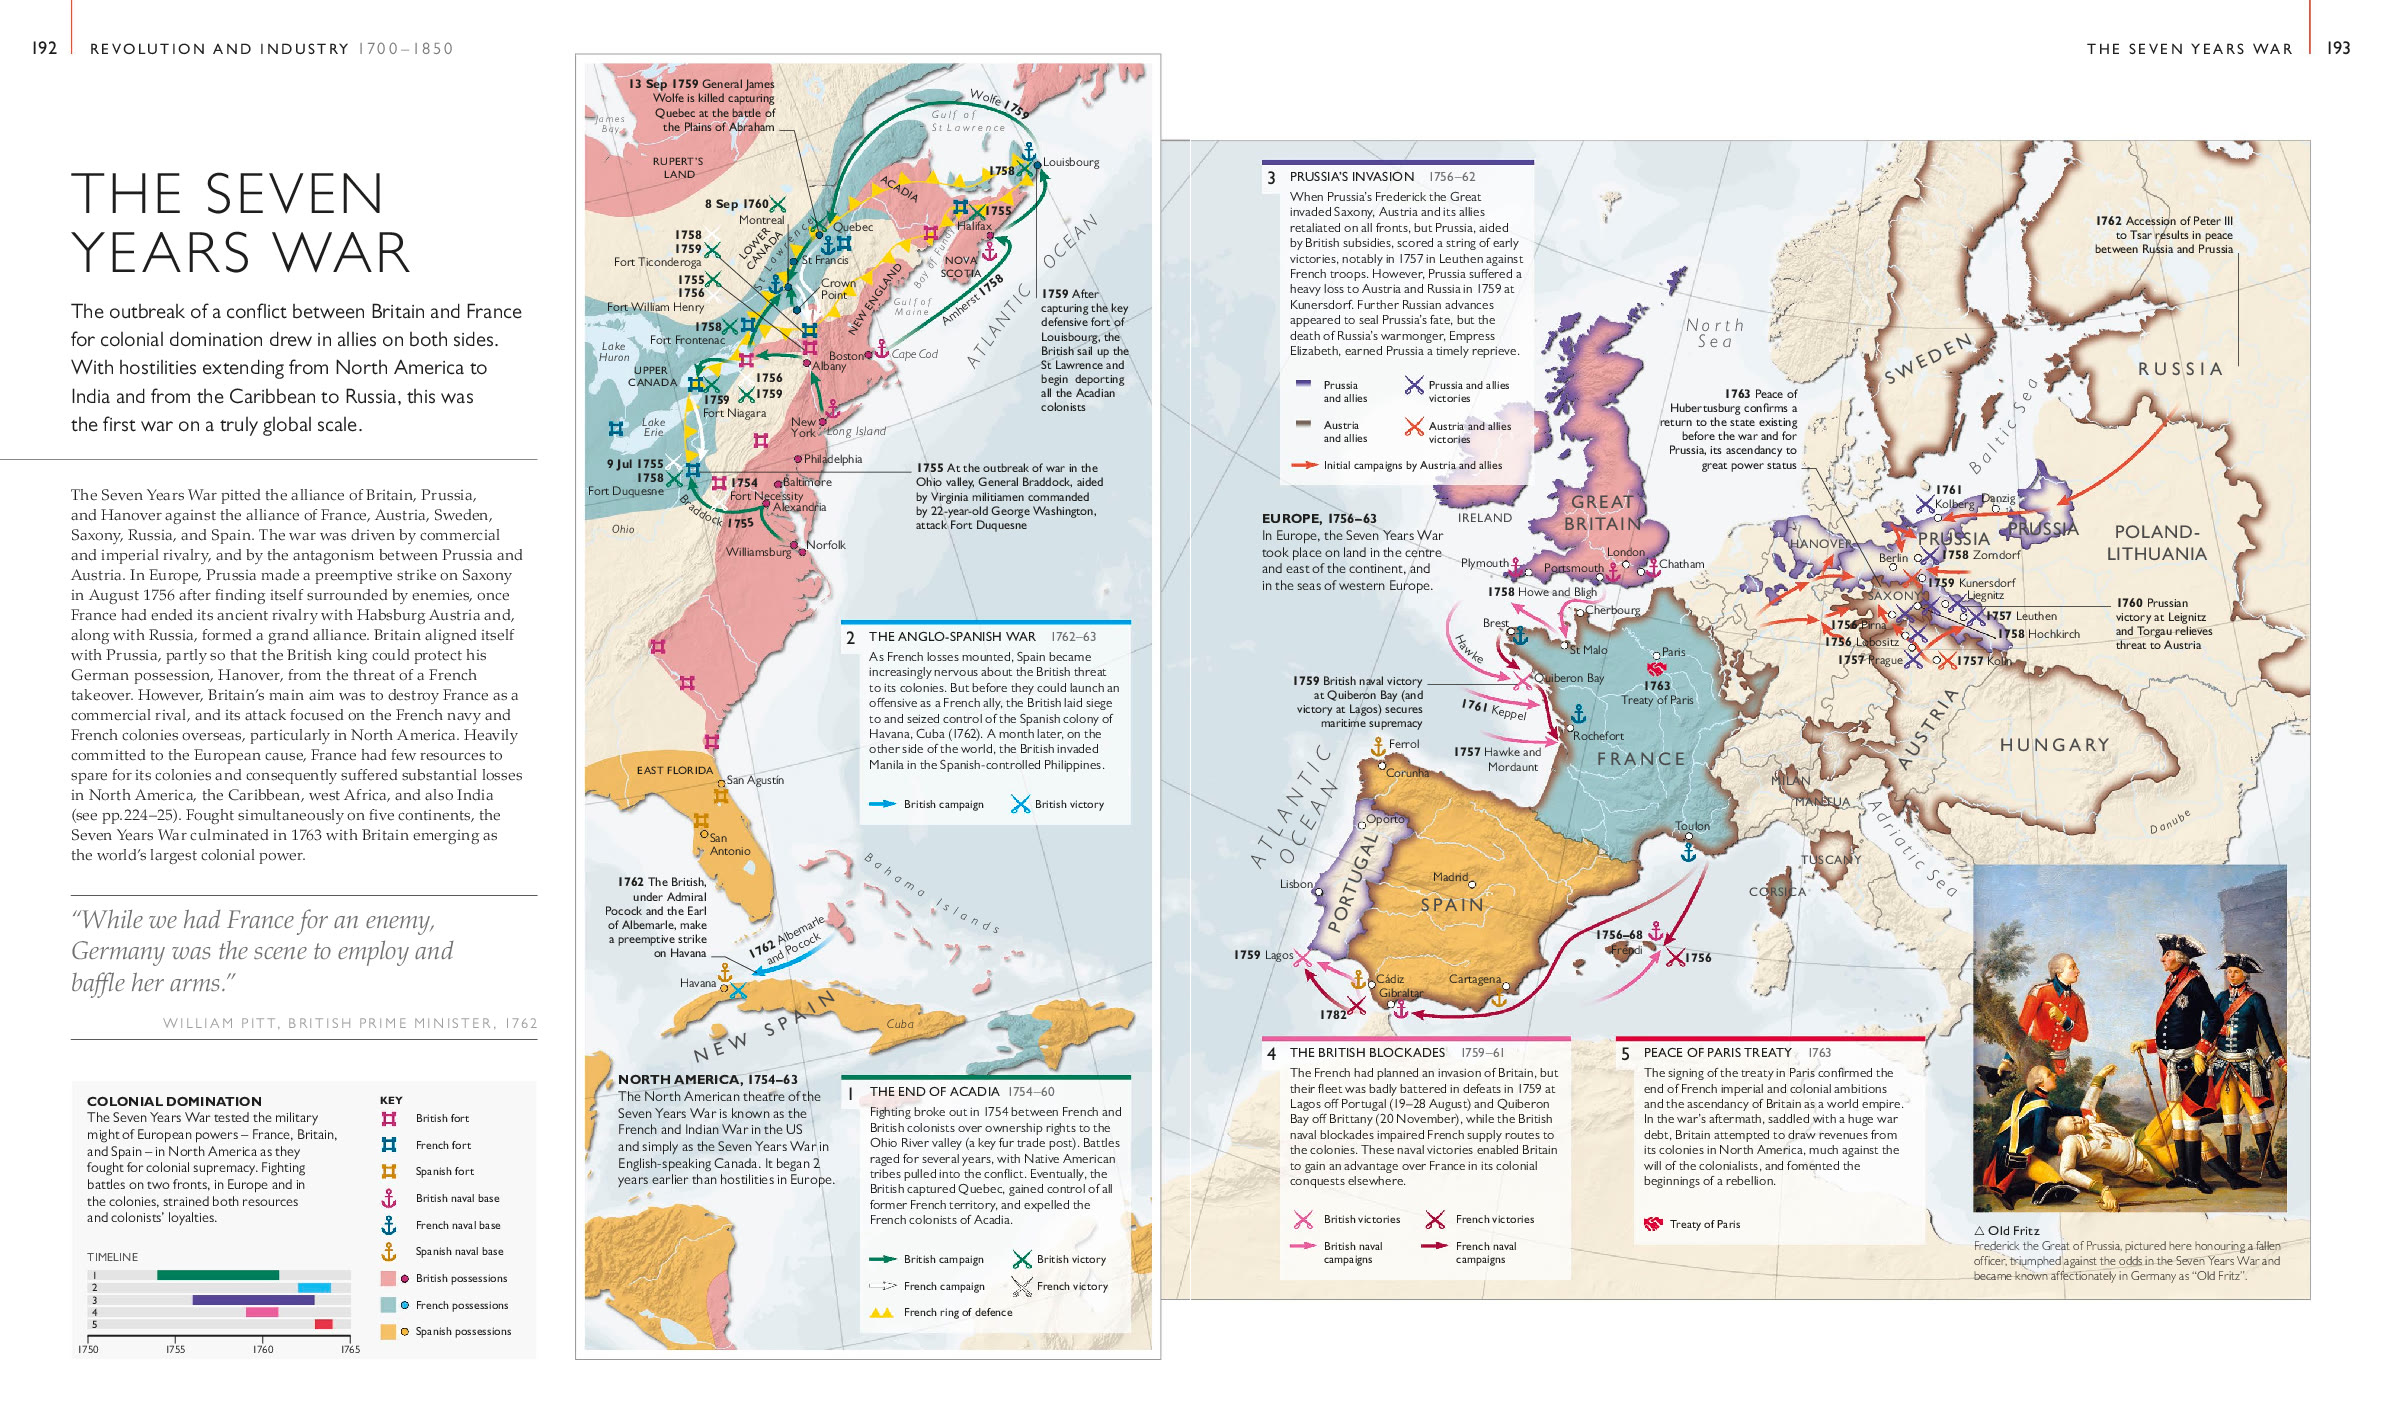 192
REVOLUTION AND INDUSTRY 1700–1850
THE SEVEN YEARS WAR
193
THE SEVEN
YEARS WAR
The outbreak of a conflict between Britain and France
for colonial domination drew in allies on both sides.
With hostilities extending from North America to
India and from the Caribbean to Russia, this was
the first war on a truly global scale.
The Seven Years War pitted the alliance of Britain, Prussia,
and Hanover against the alliance of France, Austria, Sweden,
Saxony, Russia, and Spain. The war was driven by commercial
and imperial rivalry, and by the antagonism between Prussia and
Austria. In Europe, Prussia made a preemptive strike on Saxony
in August 1756 after finding itself surrounded by enemies, once
France had ended its ancient rivalry with Habsburg Austria and,
along with Russia, formed a grand alliance. Britain aligned itself
with Prussia, partly so that the British king could protect his
German possession, Hanover, from the threat of a French
takeover. However, Britain's main aim was to destroy France as a
commercial rival, and its attack focused on the French navy and
French colonies overseas, particularly in North America. Heavily
committed to the European cause, France had few resources to
spare for its colonies and consequently suffered substantial losses
in North America, the Caribbean, west Africa, and also India
(see pp.224–25). Fought simultaneously on five continents, the
Seven Years War culminated in 1763 with Britain emerging as
the world's largest colonial power.
"While we had France for an enemy,
Germany was the scene to employ and
baffle her arms."
WILLIAM PITT, BRITISH PRIME MINISTER, 1762
COLONIAL DOMINATION
The Seven Years War tested the military
might of European powers – France, Britain,
and Spain – in North America as they
fought for colonial supremacy. Fighting
battles on two fronts, in Europe and in
the colonies, strained both resources
and colonists' loyalties.
TIMELINE
1
2
3
4
5
1750
1755
1760
1765
KEY
British fort
French fort
Spanish fort
British naval base
French naval base
Spanish naval base
British possessions
French possessions
Spanish possessions
13 Sep 1759 General James
Wolfe is killed capturing
Quebec at the battle of
the Plains of Abraham
James
Bay
RUPERT'S
LAND
Wolfe 1759
Gulf of
St Lawrence
Louisbourg
1758
ACADIA
8 Sep 1760
Montreal
1755
Halifax
Quebec
LOWER
CANADA
St Lawrence
1758
1759
Fort Ticonderoga
St Francis
NOVA
SCOTIA
Bay of Fundy
OCEAN
ATLANTIC
1755
1756
Fort William Henry
Crown
Point
NEW ENGLAND
Gulf of
Maine
Amherst 1758
1759 After
capturing the key
defensive fort of
Louisbourg, the
British sail up the
St Lawrence and
begin deporting
all the Acadian
colonists
1758
Fort Frontenac
Lake
Huron
Boston
Cape Cod
Albany
UPPER
CANADA
1756
1759
1759
Fort Niagara
Lake
Erie
New
York
Long Island
Philadelphia
9 Jul 1755
1758
Fort Duquesne
1754
Fort Necessity
Baltimore
Alexandria
Braddock 1755
Ohio
Williamsburg
Norfolk
1755 At the outbreak of war in the
Ohio valley, General Braddock, aided
by Virginia militiamen commanded
by 22-year-old George Washington,
attack Fort Duquesne
2 THE ANGLO-SPANISH WAR 1762–63
As French losses mounted, Spain became
increasingly nervous about the British threat
to its colonies. But before they could launch an
offensive as a French ally, the British laid siege
to and seized control of the Spanish colony of
Havana, Cuba (1762). A month later, on the
other side of the world, the British invaded
Manila in the Spanish-controlled Philippines.
British campaign
British victory
EAST FLORIDA
San Agustin
San
Antonio
1762 The British,
under Admiral
Pocock and the Earl
of Albemarle, make
a preemptive strike
on Havana
Bahama Islands
1762 Albemarle
and Pocock
Havana
NEW SPAIN
Cuba
NORTH AMERICA, 1754–63
The North American theatre of the
Seven Years War is known as the
French and Indian War in the US
and simply as the Seven Years War in
English-speaking Canada. It began 2
years earlier than hostilities in Europe.
1 THE END OF ACADIA 1754–60
Fighting broke out in 1754 between French and
British colonists over ownership rights to the
Ohio River valley (a key fur trade post). Battles
raged for several years, with Native American
tribes pulled into the conflict. Eventually, the
British captured Quebec, gained control of all
former French territory, and expelled the
French colonists of Acadia.
British campaign
British victory
French campaign
French victory
French ring of defence
3 PRUSSIA'S INVASION 1756–62
When Prussia's Frederick the Great
invaded Saxony, Austria and its allies
retaliated on all fronts, but Prussia, aided
by British subsidies, scored a string of early
victories, notably in 1757 in Leuthen against
French troops. However, Prussia suffered a
heavy loss to Austria and Russia in 1759 at
Kunersdorf. Further Russian advances
appeared to seal Prussia's fate, but the
death of Russia's warmonger, Empress
Elizabeth, earned Prussia a timely reprieve.
Prussia
and allies
Prussia and allies
victories
Austria
and allies
Austria and allies
victories
Initial campaigns by Austria and allies
EUROPE, 1756–63
In Europe, the Seven Years War
took place on land in the centre
and east of the continent, and
in the seas of western Europe.
1762 Accession of Peter III
to Tsar results in peace
between Russia and Prussia
North
Sea
SWEDEN
RUSSIA
Baltic Sea
1763 Peace of
Hubertusburg confirms a
return to the state existing
before the war and for
Prussia, its ascendancy to
great power status
GREAT
BRITAIN
IRELAND
London
Plymouth
Portsmouth
Chatham
1758 Howe and Bligh
Cherbourg
Brest
Hawke
St Malo
Paris
Quiberon Bay
1763
Treaty of Paris
1759 British naval victory
at Quiberon Bay (and
victory at Lagos) secures
maritime supremacy
1761 Keppel
Rochefort
1757 Hawke and
Mordaunt
FRANCE
1761
Kolberg
Danzig
PRUSSIA
PRUSSIA
POLAND-
LITHUANIA
HANOVER
Berlin
1758 Zorndorf
1759 Kunersdorf
Liegnitz
SAXONY
1757 Leuthen
1756 Pirna
1758 Hochkirch
1756 Lobositz
1757 Prague
1757 Kolin
1760 Prussian
victory at Leignitz
and Torgau relieves
threat to Austria
AUSTRIA
HUNGARY
MILAN
MANTUA
Adriatic Sea
Danube
TUSCANY
CORSICA
Toulon
ATLANTIC
OCEAN
Ferrol
Corunna
Oporto
PORTUGAL
Lisbon
Madrid
SPAIN
1759 Lagos
Cádiz
Gibraltar
Cartagena
1782
1756–68
Frendi
1756
4 THE BRITISH BLOCKADES 1759–61
The French had planned an invasion of Britain, but
their fleet was badly battered in defeats in 1759 at
Lagos off Portugal (19–28 August) and Quiberon
Bay off Brittany (20 November), while the British
naval blockades impaired French supply routes to
the colonies. These naval victories enabled Britain
to gain an advantage over France in its colonial
conquests elsewhere.
British victories
French victories
British naval
campaigns
French naval
campaigns
5 PEACE OF PARIS TREATY 1763
The signing of the treaty in Paris confirmed the
end of French imperial and colonial ambitions
and the ascendancy of Britain as a world empire.
In the war's aftermath, saddled with a huge war
debt, Britain attempted to draw revenues from
its colonies in North America, much against the
will of the colonialists, and fomented the
beginnings of a rebellion.
Treaty of Paris
△ Old Fritz
Frederick the Great of Prussia, pictured here honouring a fallen
officer, triumphed against the odds in the Seven Years War and
became known affectionately in Germany as "Old Fritz".